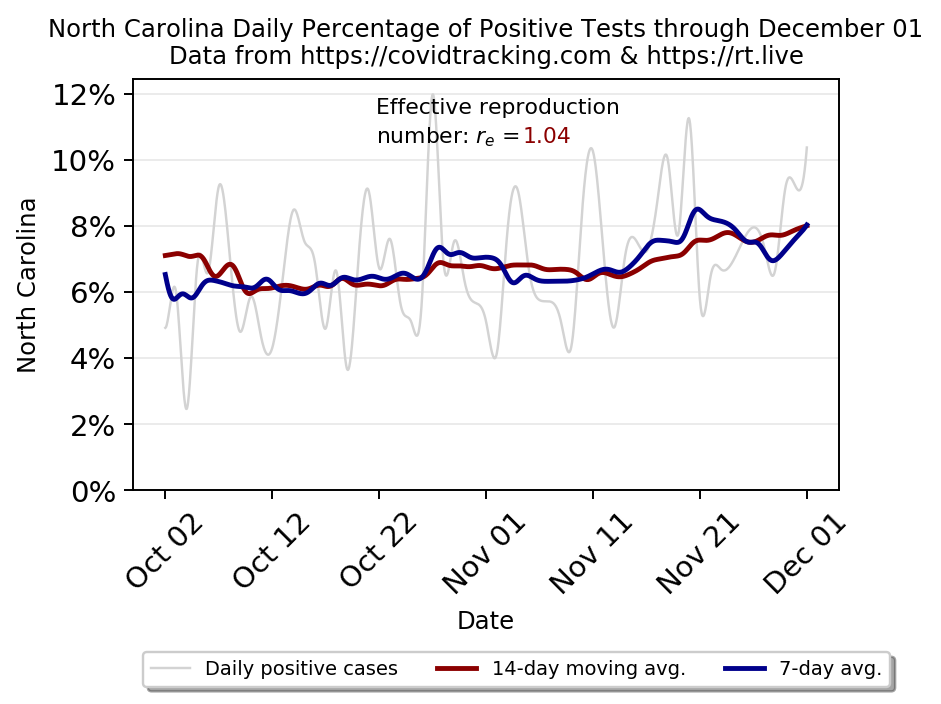 North Carolina Daily Percentage of Positive Tests through December 01
Data from https://covidtracking.com & https://rt.live
Effective reproduction
number: rₑ = 1.04
North Carolina
12%
10%
8%
6%
4%
2%
0%
Oct 02
Oct 12
Oct 22
Nov 01
Nov 11
Nov 21
Dec 01
Date
Daily positive cases
14-day moving avg.
7-day avg.